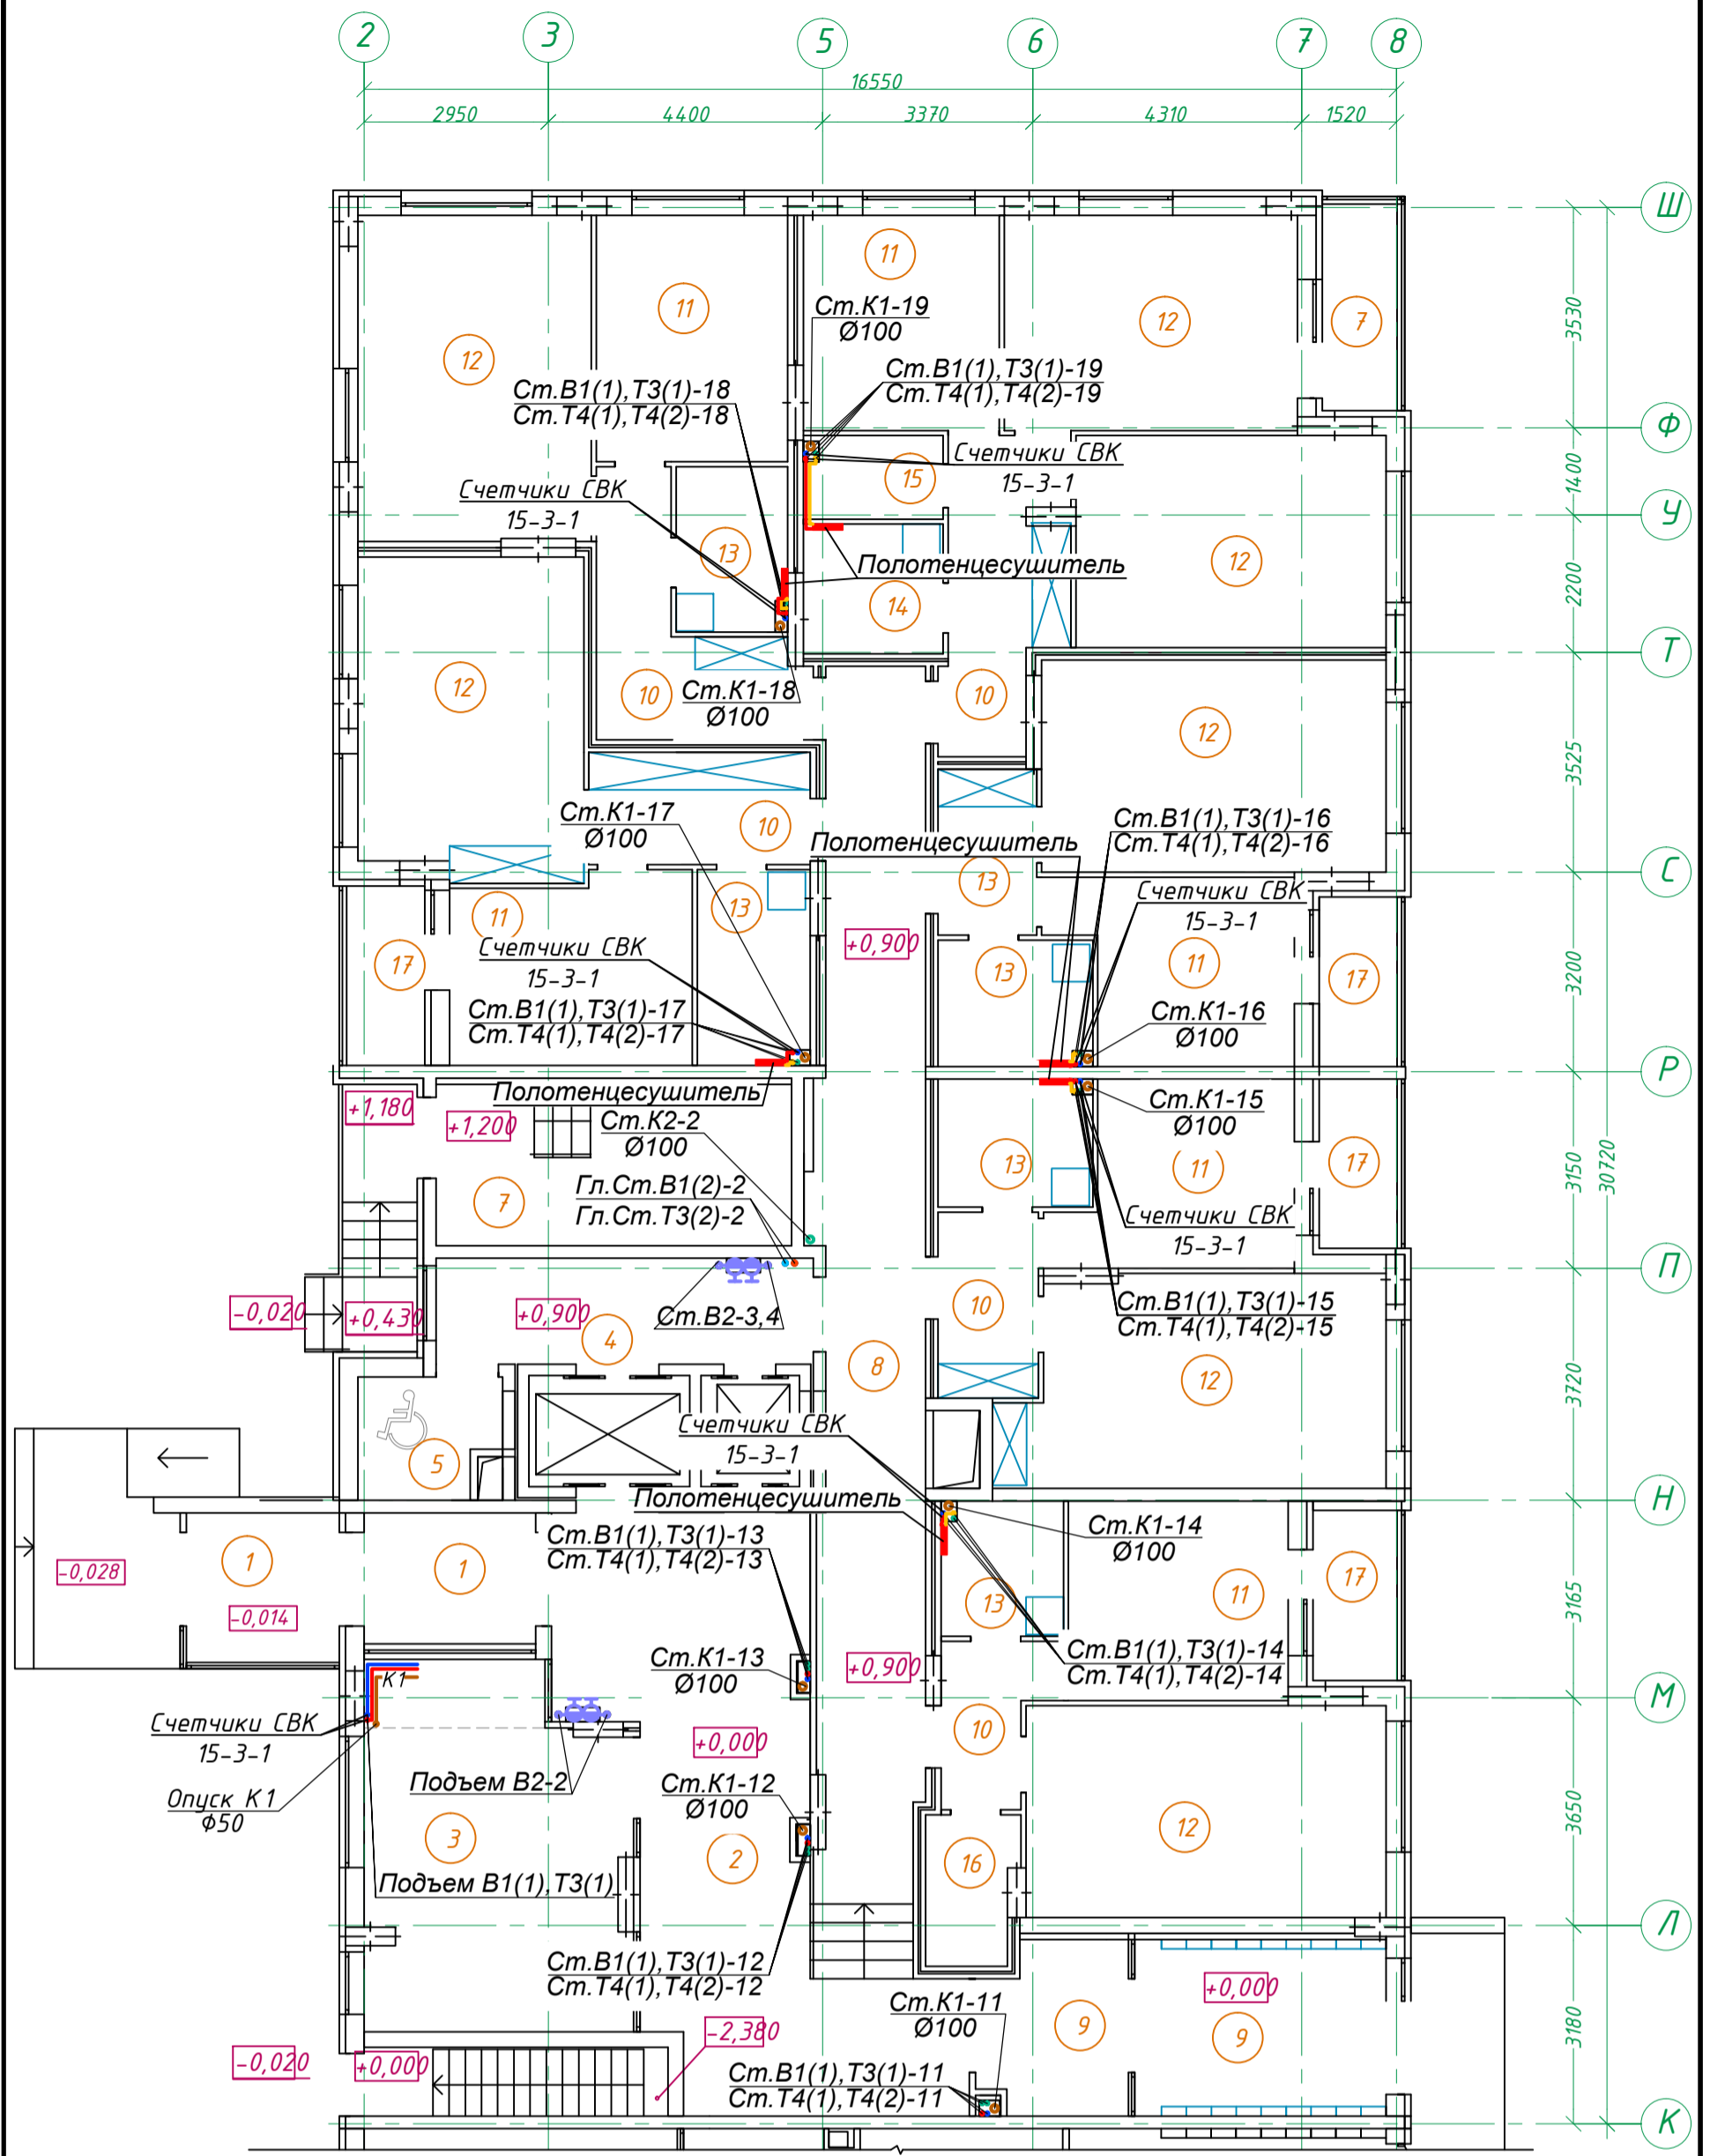 2 3 5 6 7 8
16550
2950 4400 3370 4310 1520
Ш
11
Ст.К1-19
Ø100
11
12
7
3530
12
Ст.В1(1),Т3(1)-19
Ст.Т4(1),Т4(2)-19
Ст.В1(1),Т3(1)-18
Ст.Т4(1),Т4(2)-18
Ф
Счетчики СВК
15-3-1
15
1400
Счетчики СВК
15-3-1
У
13
Полотенцесушитель
12
2200
14
Т
12
10
Ст.К1-18
Ø100
10
12
3525
Ст.К1-17
Ø100
10
Ст.В1(1),Т3(1)-16
Ст.Т4(1),Т4(2)-16
Полотенцесушитель
С
13
Счетчики СВК
15-3-1
11
13
+0,900
Счетчики СВК
15-3-1
17
13
11
17
3200
Ст.В1(1),Т3(1)-17
Ст.Т4(1),Т4(2)-17
Ст.К1-16
Ø100
Р
Полотенцесушитель
+1,180
+1,200
Ст.К2-2
Ø100
Ст.К1-15
Ø100
13
11
17
3150
30720
7
Гл.Ст.В1(2)-2
Гл.Ст.Т3(2)-2
Счетчики СВК
15-3-1
П
-0,020
+0,430
+0,900
4
Ст.В2-3,4
10
Ст.В1(1),Т3(1)-15
Ст.Т4(1),Т4(2)-15
8
12
3720
Счетчики СВК
15-3-1
5
Полотенцесушитель
Н
Ст.В1(1),Т3(1)-13
Ст.Т4(1),Т4(2)-13
Ст.К1-14
Ø100
-0,028
1
1
-0,014
13
11
17
3165
Ст.К1-13
Ø100
+0,900
Ст.В1(1),Т3(1)-14
Ст.Т4(1),Т4(2)-14
К1
М
Счетчики СВК
15-3-1
+0,000
10
Подъем В2-2
Ст.К1-12
Ø100
Опуск К1
Ф50
3
2
16
12
3650
Подъем В1(1),Т3(1)
Л
Ст.В1(1),Т3(1)-12
Ст.Т4(1),Т4(2)-12
+0,000
Ст.К1-11
Ø100
9
9
3180
-2,380
-0,020
+0,000
Ст.В1(1),Т3(1)-11
Ст.Т4(1),Т4(2)-11
К